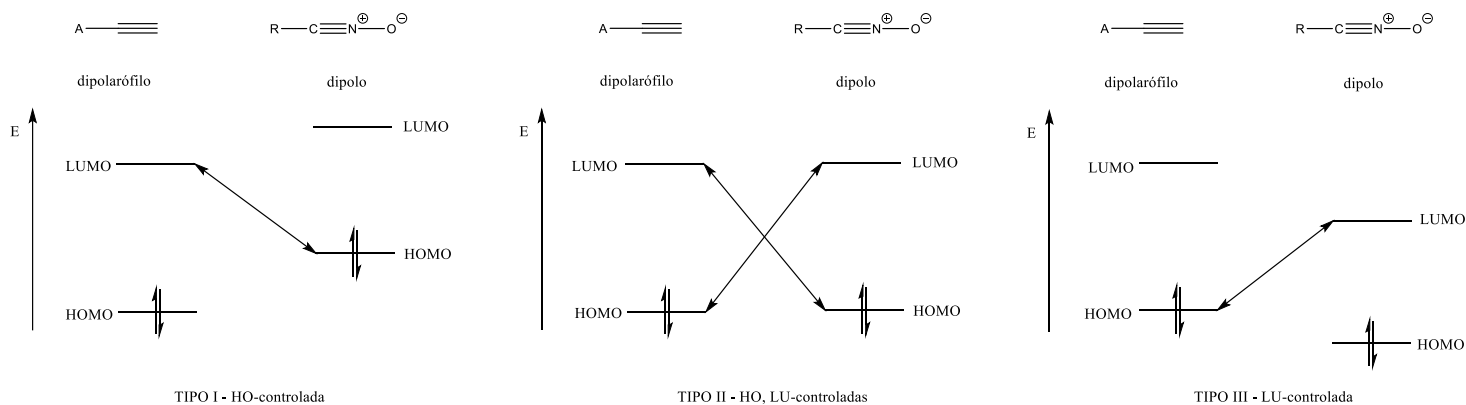 A R C N ⊕ O ⊖
dipolarófilo dipolo
E
LUMO
LUMO
HOMO
HOMO
TIPO I - HO-controlada
A R C N ⊕ O ⊖
dipolarófilo dipolo
E
LUMO LUMO
HOMO HOMO
TIPO II - HO, LU-controladas
A R C N ⊕ O ⊖
dipolarófilo dipolo
E
LUMO
LUMO
HOMO
HOMO
TIPO III - LU-controlada